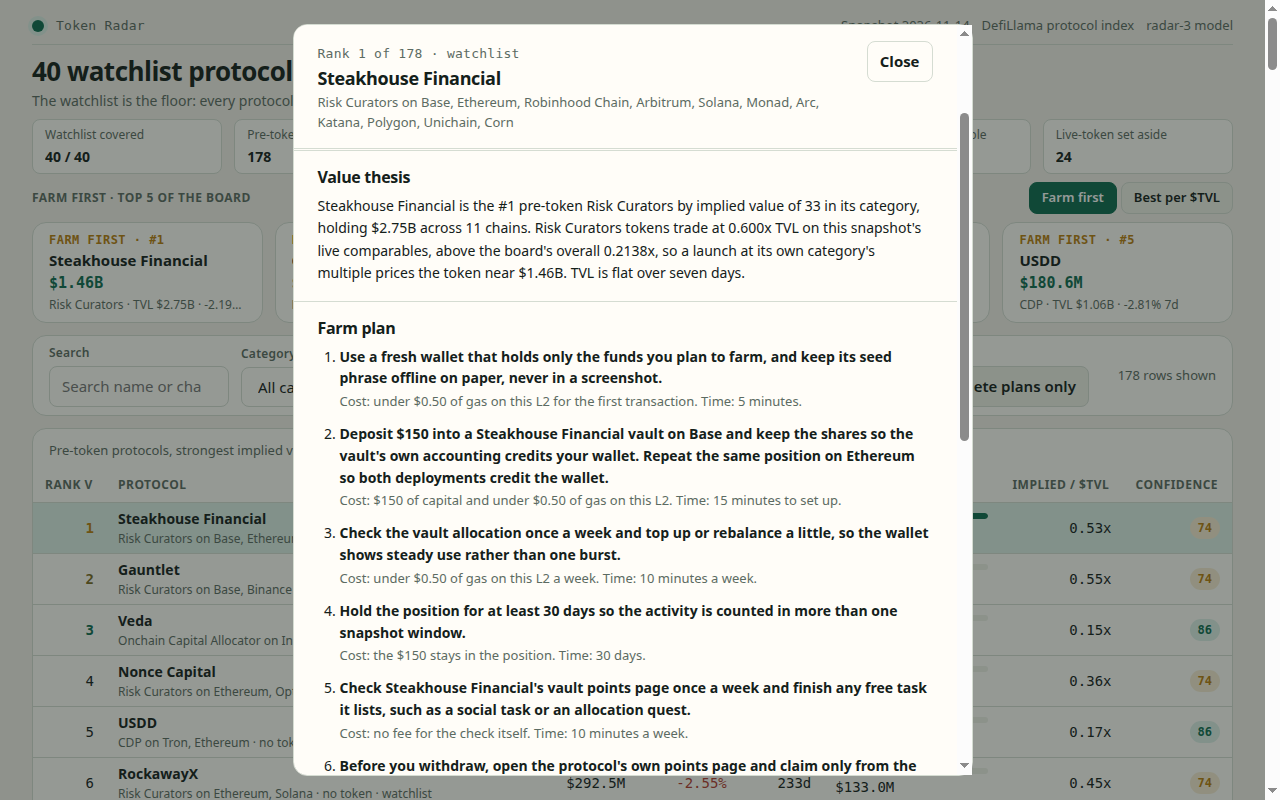 Token Radar
DefiLlama protocol index radar-3 model
40 watchlist protocol
The watchlist is the floor: every protocol
Watchlist covered
40 / 40
Pre-toke
178
Live-token set aside
24
FARM FIRST · TOP 5 OF THE BOARD
Farm first
Best per $TVL
FARM FIRST · #1
Steakhouse Financial
$1.46B
Risk Curators · TVL $2.75B · -2.19...
FARM FIRST · #5
USDD
$180.6M
CDP · TVL $1.06B · -2.81% 7d
Search
Search name or cha
Category
All ca
ete plans only
178 rows shown
Pre-token protocols, strongest implied v
RANK V
PROTOCOL
IMPLIED / $TVL
CONFIDENCE
1
Steakhouse Financial
Risk Curators on Base, Ethereu
0.53x
74
2
Gauntlet
Risk Curators on Base, Binance
0.55x
74
3
Veda
Onchain Capital Allocator on In
0.15x
86
4
Nonce Capital
Risk Curators on Ethereum, Op
0.36x
74
5
USDD
CDP on Tron, Ethereum · no tok
0.17x
86
6
RockawayX
Risk Curators on Ethereum, Solana · no token · watchlist
$292.5M
-2.55%
233d
$133.0M
0.45x
74
Rank 1 of 178 · watchlist
Steakhouse Financial
Risk Curators on Base, Ethereum, Robinhood Chain, Arbitrum, Solana, Monad, Arc,
Katana, Polygon, Unichain, Corn
Close
Value thesis
Steakhouse Financial is the #1 pre-token Risk Curators by implied value of 33 in its category,
holding $2.75B across 11 chains. Risk Curators tokens trade at 0.600x TVL on this snapshot's
live comparables, above the board's overall 0.2138x, so a launch at its own category's
multiple prices the token near $1.46B. TVL is flat over seven days.
Farm plan
1. Use a fresh wallet that holds only the funds you plan to farm, and keep its seed
phrase offline on paper, never in a screenshot.
Cost: under $0.50 of gas on this L2 for the first transaction. Time: 5 minutes.
2. Deposit $150 into a Steakhouse Financial vault on Base and keep the shares so the
vault's own accounting credits your wallet. Repeat the same position on Ethereum
so both deployments credit the wallet.
Cost: $150 of capital and under $0.50 of gas on this L2. Time: 15 minutes to set up.
3. Check the vault allocation once a week and top up or rebalance a little, so the wallet
shows steady use rather than one burst.
Cost: under $0.50 of gas on this L2 a week. Time: 10 minutes a week.
4. Hold the position for at least 30 days so the activity is counted in more than one
snapshot window.
Cost: the $150 stays in the position. Time: 30 days.
5. Check Steakhouse Financial's vault points page once a week and finish any free task
it lists, such as a social task or an allocation quest.
Cost: no fee for the check itself. Time: 10 minutes a week.
6. Before you withdraw, open the protocol's own points page and claim only from the